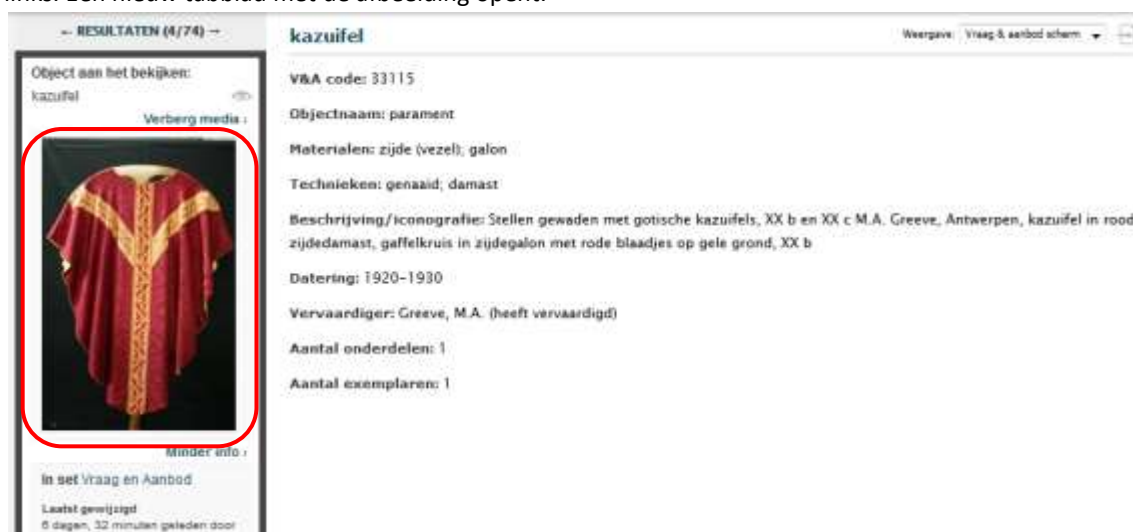 links. Een nieuw tabblad met de afbeelding opent.
← RESULTATEN (4/74) →
Object aan het bekijken:
kazuifel
Verberg media ›
Minder info ›
In set Vraag en Aanbod
Laatst gewijzigd
6 dagen, 32 minuten geleden door
kazuifel
Weergave: Vraag & aanbod scherm
V&A code: 33115
Objectnaam: parament
Materialen: zijde (vezel); galon
Technieken: genaaid; damast
Beschrijving/iconografie: Stellen gewaden met gotische kazuifels, XX b en XX c M.A. Greeve, Antwerpen, kazuifel in rood
zijdedamast, gaffelkruis in zijdegalon met rode blaadjes op gele grond, XX b
Datering: 1920-1930
Vervaardiger: Greeve, M.A. (heeft vervaardigd)
Aantal onderdelen: 1
Aantal exemplaren: 1